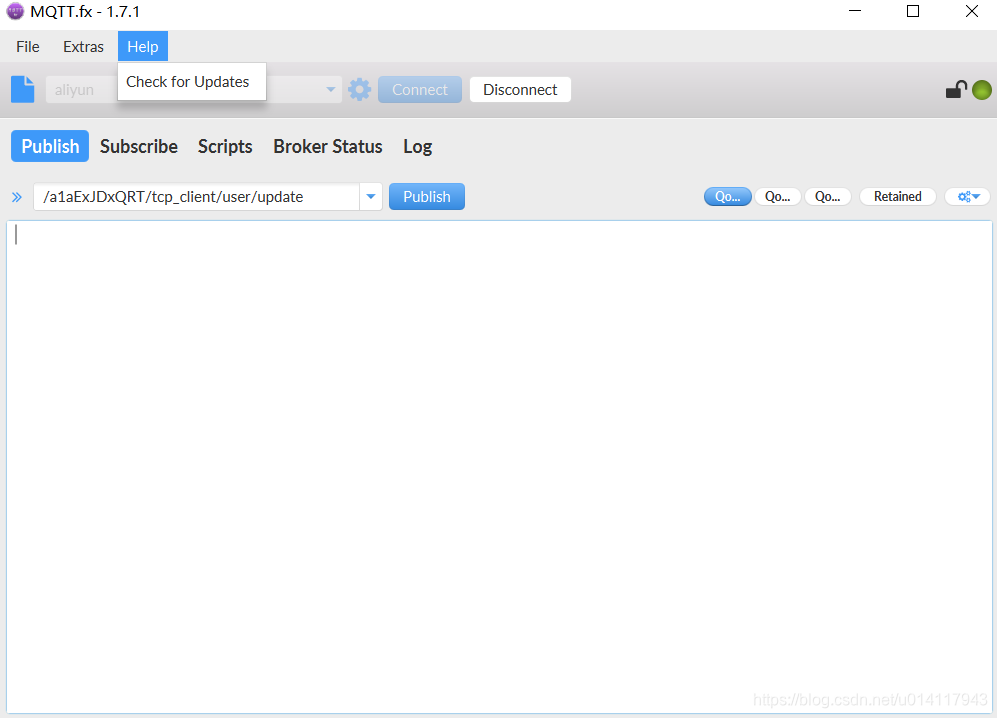 MQTT.fx - 1.7.1
File Extras Help
Check for Updates
aliyun Connect Disconnect
Publish Subscribe Scripts Broker Status Log
/a1aExJDxQRT/tcp_client/user/update Publish Qo... Qo... Qo... Retained
https://blog.csdn.net/u014117943